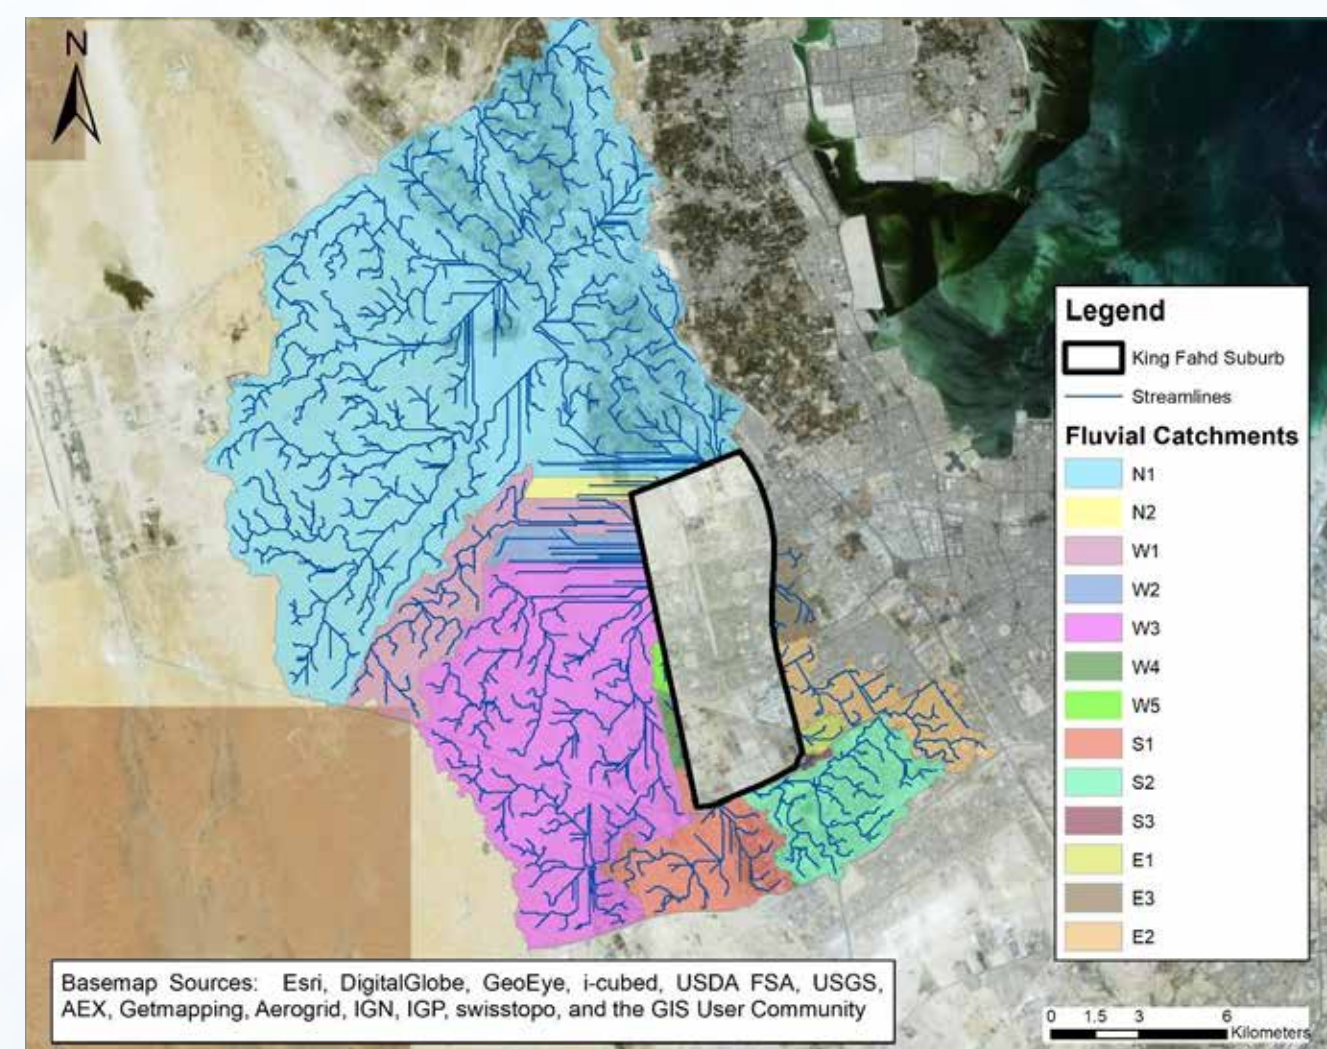 N
Legend
King Fahd Suburb
Streamlines
Fluvial Catchments
N1
N2
W1
W2
W3
W4
W5
S1
S2
S3
E1
E3
E2
Basemap Sources: Esri, DigitalGlobe, GeoEye, i-cubed, USDA FSA, USGS,
AEX, Getmapping, Aerogrid, IGN, IGP, swisstopo, and the GIS User Community
0 1.5 3 6
Kilometers